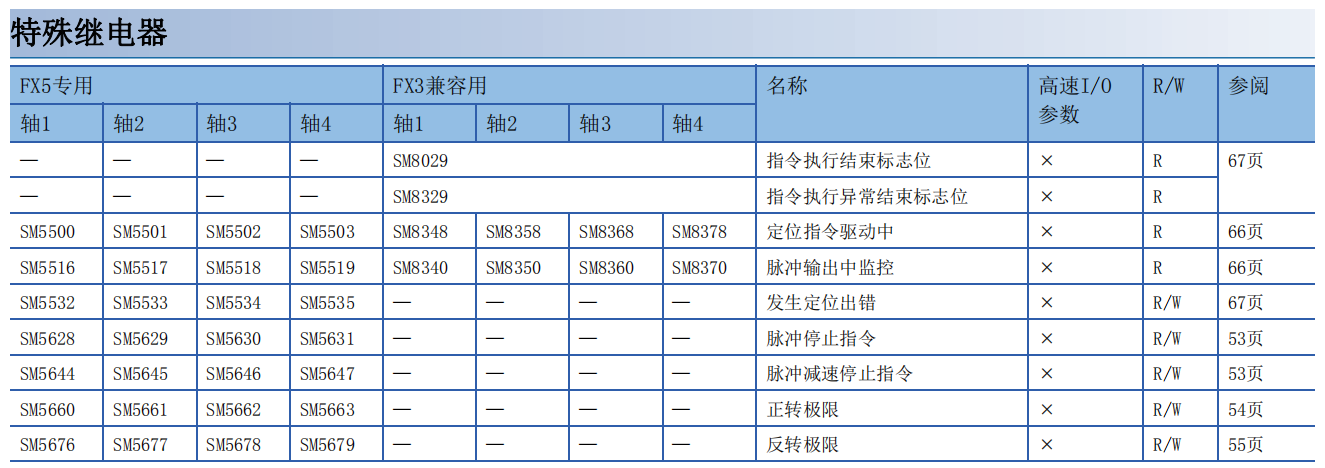 特殊继电器
FX5专用 FX3兼容用 名称 高速I/O参数 R/W 参阅
轴1 轴2 轴3 轴4 轴1 轴2 轴3 轴4
— — — — SM8029 指令执行结束标志位 × R 67页
— — — — SM8329 指令执行异常结束标志位 × R
SM5500 SM5501 SM5502 SM5503 SM8348 SM8358 SM8368 SM8378 定位指令驱动中 × R 66页
SM5516 SM5517 SM5518 SM5519 SM8340 SM8350 SM8360 SM8370 脉冲输出中监控 × R 66页
SM5532 SM5533 SM5534 SM5535 — — — — 发生定位出错 × R/W 67页
SM5628 SM5629 SM5630 SM5631 — — — — 脉冲停止指令 × R/W 53页
SM5644 SM5645 SM5646 SM5647 — — — — 脉冲减速停止指令 × R/W 53页
SM5660 SM5661 SM5662 SM5663 — — — — 正转极限 × R/W 54页
SM5676 SM5677 SM5678 SM5679 — — — — 反转极限 × R/W 55页